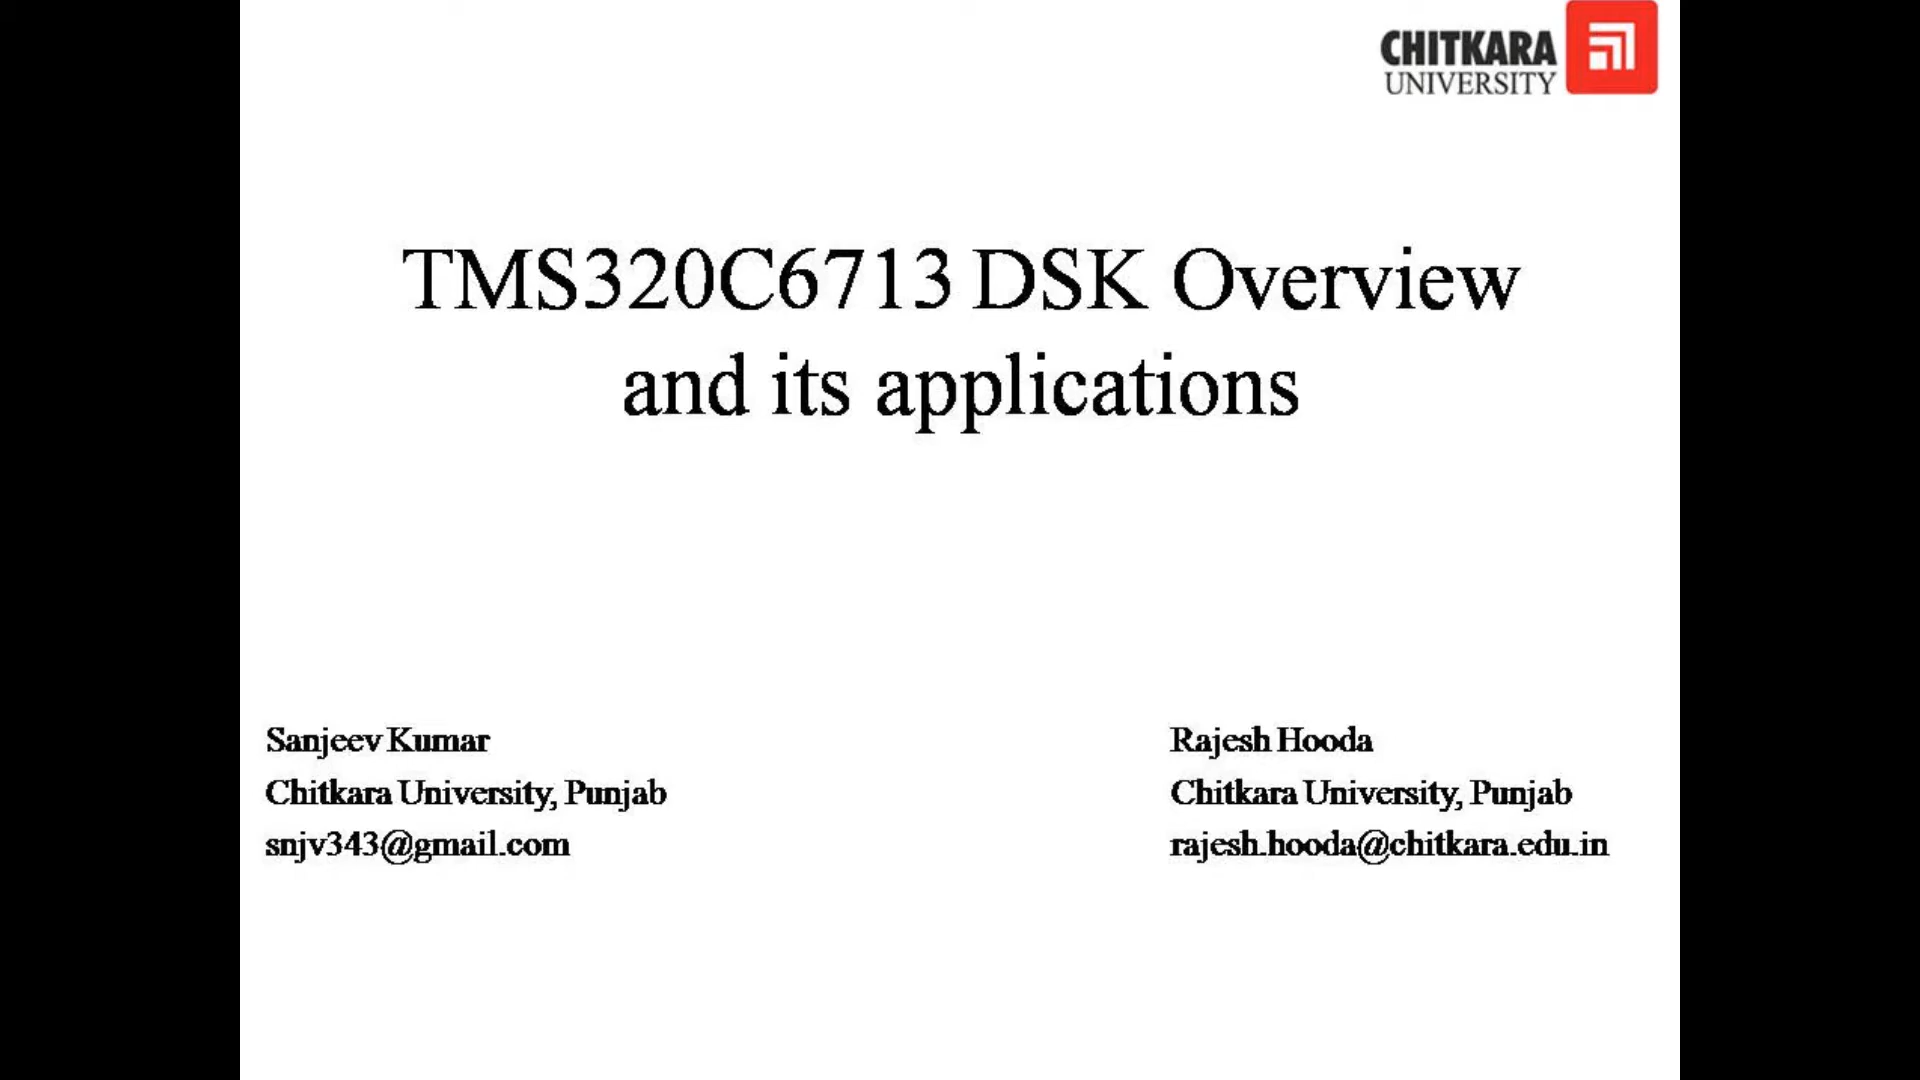 CHITKARA
UNIVERSITY
TMS320C6713 DSK Overview
and its applications
Sanjeev Kumar
Chitkara University, Punjab
snjv343@gmail.com
Rajesh Hooda
Chitkara University, Punjab
rajesh.hooda@chitkara.edu.in